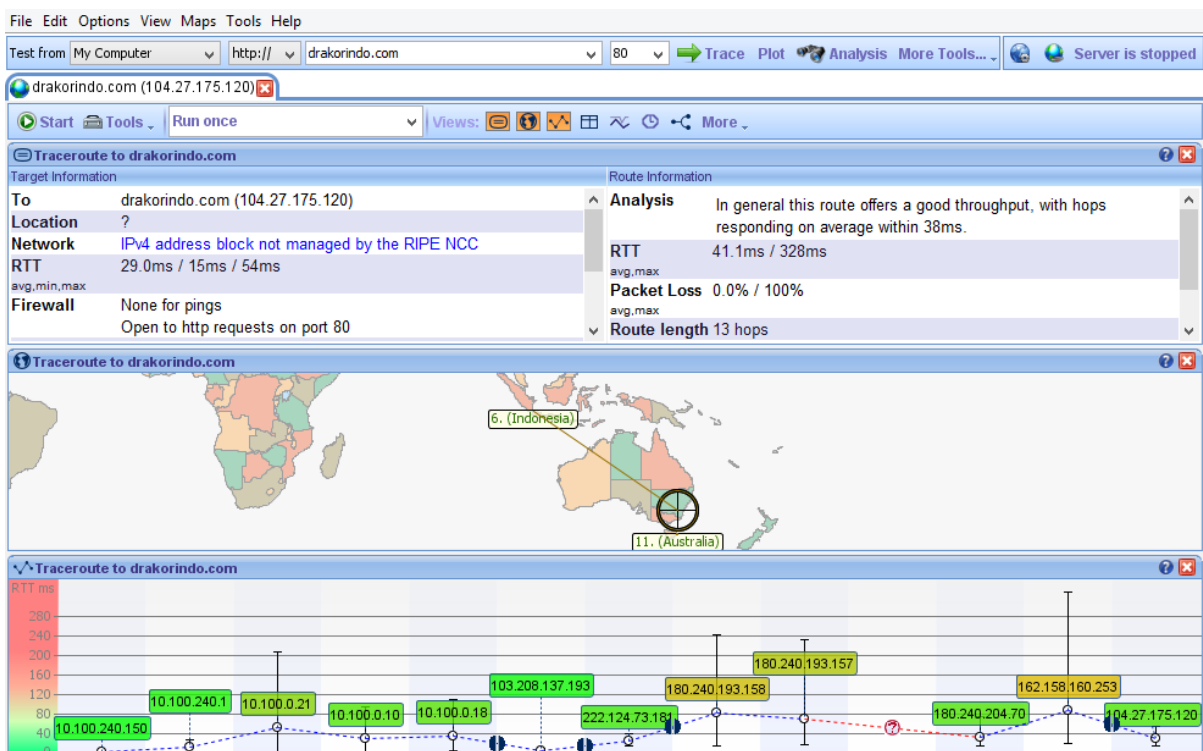 File Edit Options View Maps Tools Help
Test from My Computer http:// drakorindo.com 80 Trace Plot Analysis More Tools... Server is stopped
drakorindo.com (104.27.175.120)
Start Tools Run once Views: More
Traceroute to drakorindo.com
Target Information
To drakorindo.com (104.27.175.120)
Location ?
Network IPv4 address block not managed by the RIPE NCC
RTT 29.0ms / 15ms / 54ms
avg,min,max
Firewall None for pings
Open to http requests on port 80
Route Information
Analysis In general this route offers a good throughput, with hops
responding on average within 38ms.
RTT 41.1ms / 328ms
avg,max
Packet Loss 0.0% / 100%
avg,max
Route length 13 hops
Traceroute to drakorindo.com
6. (Indonesia)
11. (Australia)
Traceroute to drakorindo.com
RTT ms
280
240
200
160
120
80
40
0
10.100.240.150
10.100.240.1
10.100.0.21
10.100.0.10
10.100.0.18
103.208.137.193
222.124.73.181
180.240.193.158
180.240.193.157
?
180.240.204.70
162.158.160.253
104.27.175.120